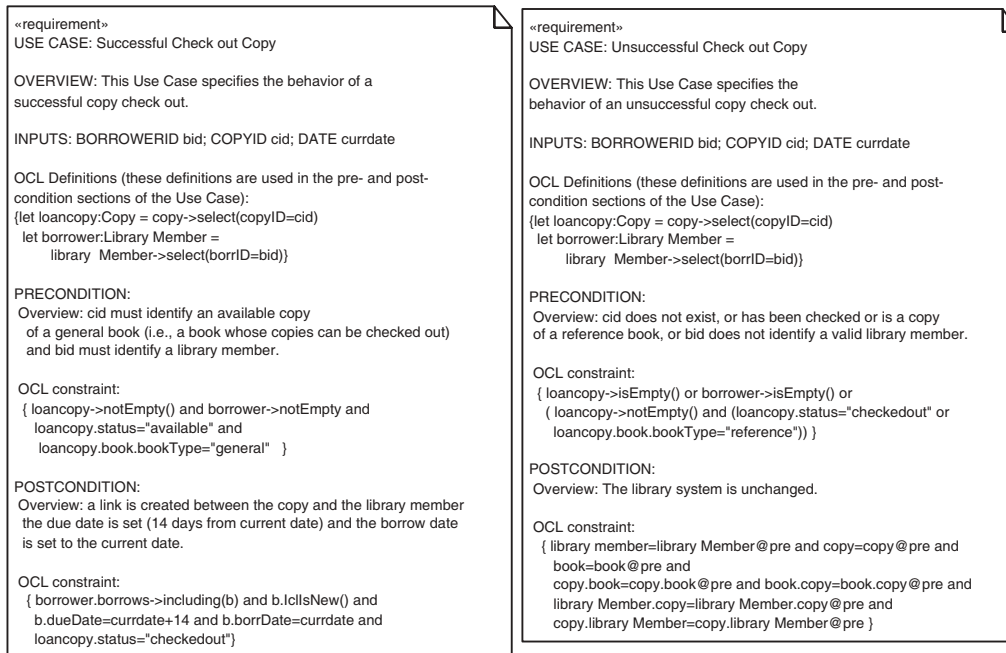 «requirement»
USE CASE: Successful Check out Copy
OVERVIEW: This Use Case specifies the behavior of a
successful copy check out.
INPUTS: BORROWERID bid; COPYID cid; DATE currdate
OCL Definitions (these definitions are used in the pre- and post-
condition sections of the Use Case):
{let loancopy:Copy = copy->select(copyID=cid)
let borrower:Library Member =
library Member->select(borrID=bid)}
PRECONDITION:
Overview: cid must identify an available copy
of a general book (i.e., a book whose copies can be checked out)
and bid must identify a library member.
OCL constraint:
{ loancopy->notEmpty() and borrower->notEmpty and
loancopy.status="available" and
loancopy.book.bookType="general" }
POSTCONDITION:
Overview: a link is created between the copy and the library member
the due date is set (14 days from current date) and the borrow date
is set to the current date.
OCL constraint:
{ borrower.borrows->including(b) and b.IclIsNew() and
b.dueDate=currdate+14 and b.borrDate=currdate and
loancopy.status="checkedout"}
«requirement»
USE CASE: Unsuccessful Check out Copy
OVERVIEW: This Use Case specifies the
behavior of an unsuccessful copy check out.
INPUTS: BORROWERID bid; COPYID cid; DATE currdate
OCL Definitions (these definitions are used in the pre- and post-
condition sections of the Use Case):
{let loancopy:Copy = copy->select(copyID=cid)
let borrower:Library Member =
library Member->select(borrID=bid)}
PRECONDITION:
Overview: cid does not exist, or has been checked or is a copy
of a reference book, or bid does not identify a valid library member.
OCL constraint:
{ loancopy->isEmpty() or borrower->isEmpty() or
( loancopy->notEmpty() and (loancopy.status="checkedout" or
loancopy.book.bookType="reference")) }
POSTCONDITION:
Overview: The library system is unchanged.
OCL constraint:
{ library member=library Member@pre and copy=copy@pre and
book=book@pre and
copy.book=copy.book@pre and book.copy=book.copy@pre and
library Member.copy=library Member.copy@pre and
copy.library Member=copy.library Member@pre }